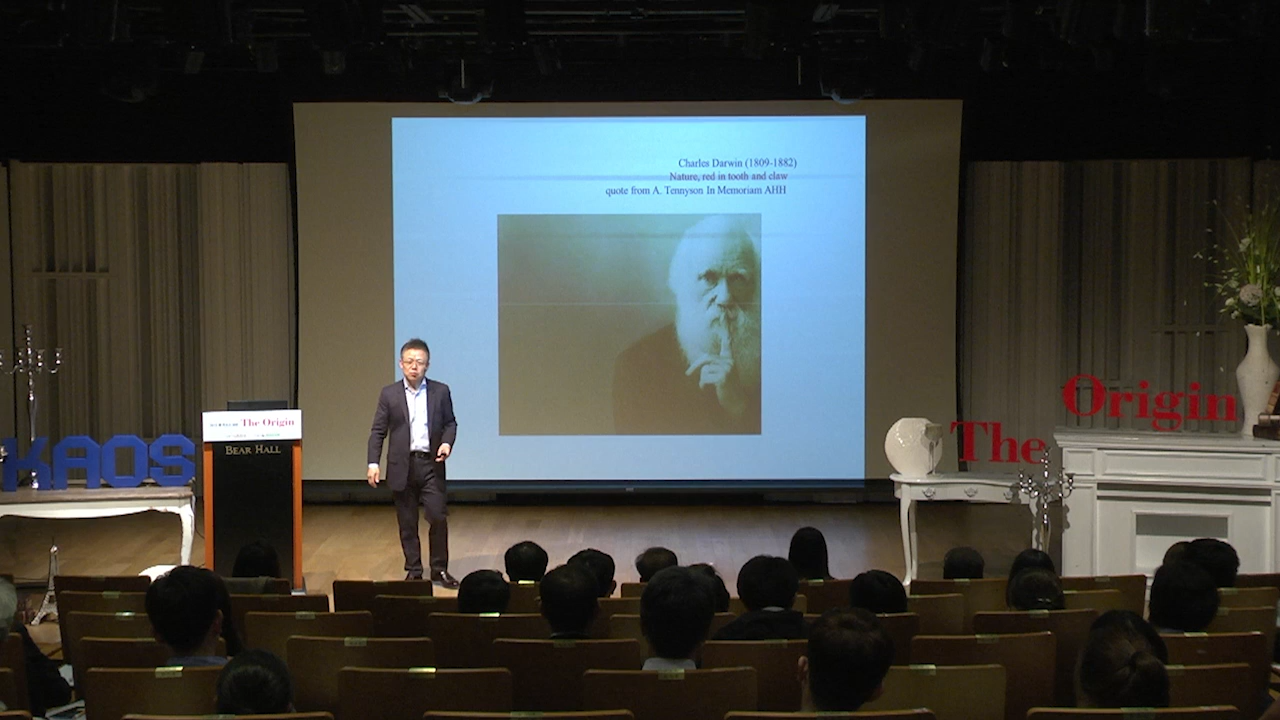 Charles Darwin (1809-1882)
Nature, red in tooth and claw
quote from A. Tennyson In Memoriam AHH
The Origin
BEAR HALL
KAOS
The
Origin